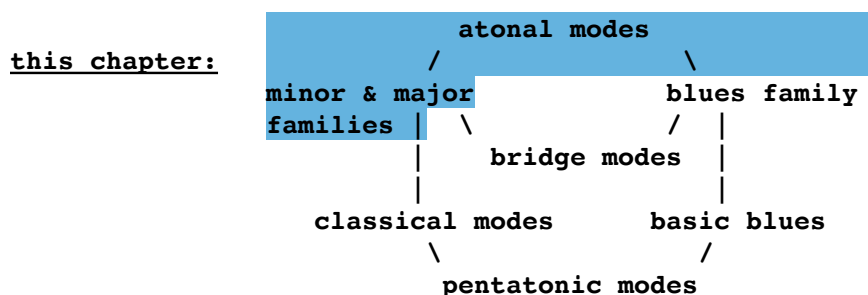 atonal modes
this chapter: / \
minor & major blues family
families | \ / |
| bridge modes |
| |
classical modes basic blues
\ /
pentatonic modes